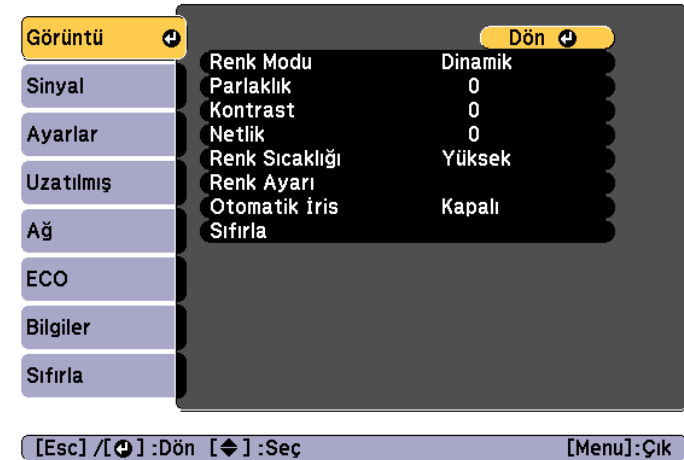 Görüntü
Sinyal
Ayarlar
Uzatılmış
Ağ
ECO
Bilgiler
Sıfırla
Dön
Renk Modu Dinamik
Parlaklık 0
Kontrast 0
Netlik 0
Renk Sıcaklığı Yüksek
Renk Ayarı
Otomatik İris Kapalı
Sıfırla
[Esc] /[ ] :Dön [ ] :Seç [Menu]:Çık